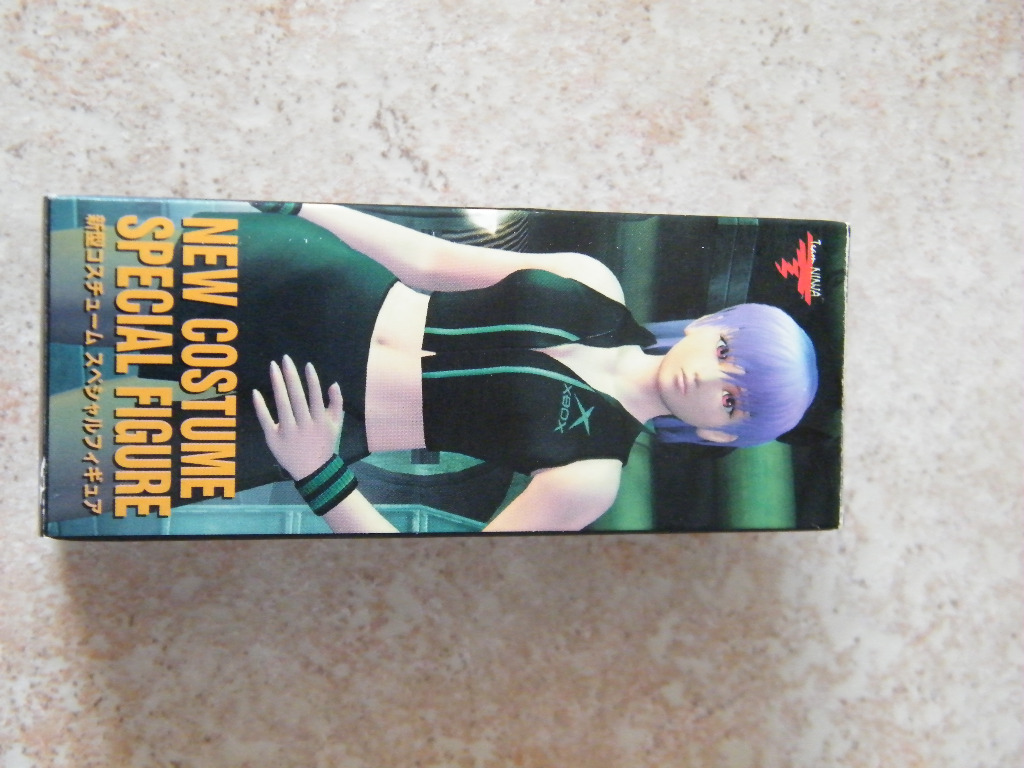 Team NINJA
XBOX
NEW COSTUME
SPECIAL FIGURE
新型コスチューム スペシャルフィギュア